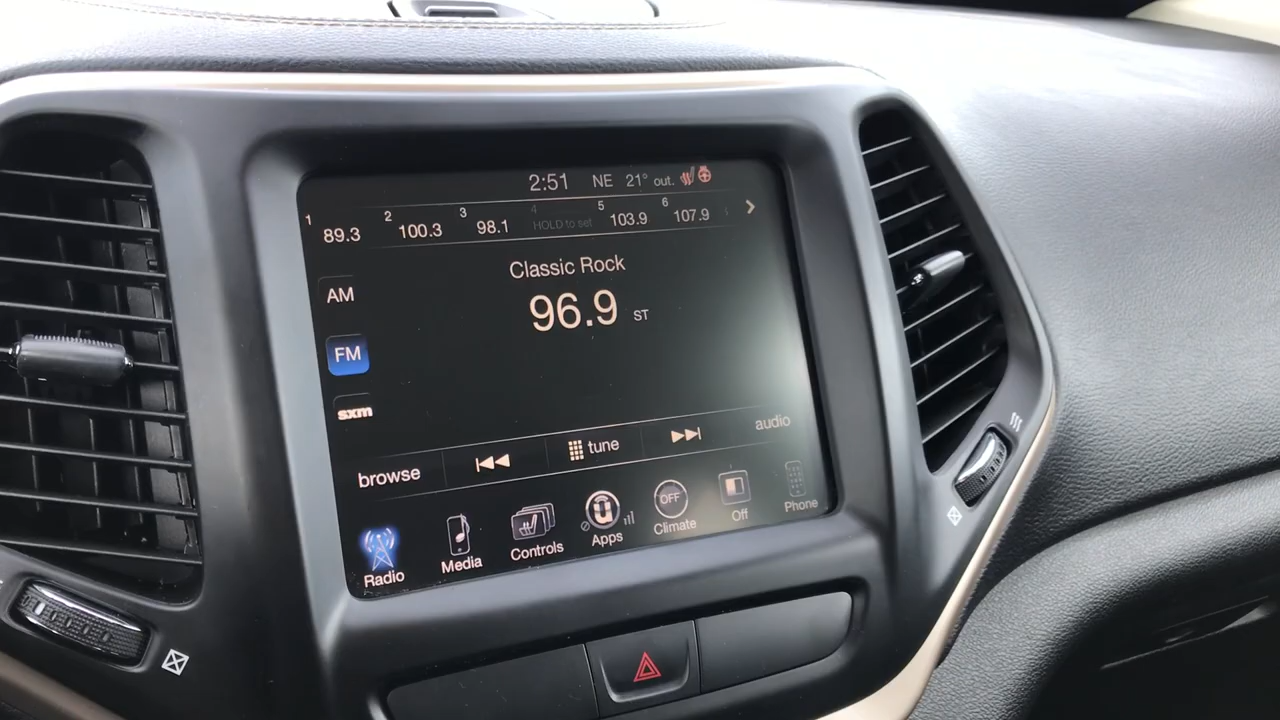 2:51 NE 21° out.
1 89.3 2 100.3 3 98.1 4 HOLD to set 5 103.9 6 107.9
Classic Rock
AM
96.9 ST
FM
sxm
browse tune audio
Radio Media Controls Apps OFF Climate Off Phone